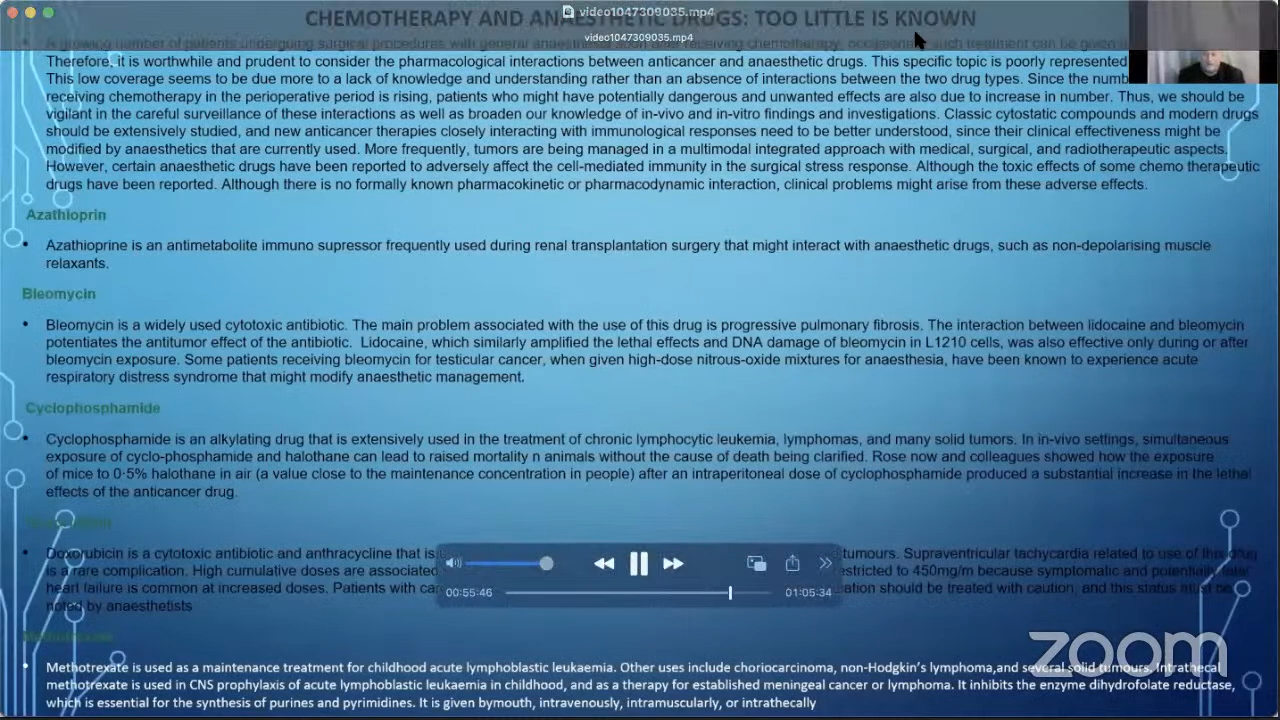 CHEMOTHERAPY AND ANAESTHETIC DRUGS: TOO LITTLE IS KNOWN
video1047309035.mp4
video1047309035.mp4
• A growing number of patients undergoing surgical procedures with general anaesthesia soon after receiving chemotherapy, such treatment can be given
Therefore, it is worthwhile and prudent to consider the pharmacological interactions between anticancer and anaesthetic drugs. This specific topic is poorly represented
This low coverage seems to be due more to a lack of knowledge and understanding rather than an absence of interactions between the two drug types. Since the
receiving chemotherapy in the perioperative period is rising, patients who might have potentially dangerous and unwanted effects are also due to increase in number. Thus, we should be
vigilant in the careful surveillance of these interactions as well as broaden our knowledge of in-vivo and in-vitro findings and investigations. Classic cytostatic compounds and modern drugs
should be extensively studied, and new anticancer therapies closely interacting with immunological responses need to be better understood, since their clinical effectiveness might be
modified by anaesthetics that are currently used. More frequently, tumors are being managed in a multimodal integrated approach with medical, surgical, and radiotherapeutic aspects.
However, certain anaesthetic drugs have been reported to adversely affect the cell-mediated immunity in the surgical stress response. Although the toxic effects of some chemo therapeutic
drugs have been reported. Although there is no formally known pharmacokinetic or pharmacodynamic interaction, clinical problems might arise from these adverse effects.
Azathioprin
• Azathioprine is an antimetabolite immuno supressor frequently used during renal transplantation surgery that might interact with anaesthetic drugs, such as non-depolarising muscle
relaxants.
Bleomycin
• Bleomycin is a widely used cytotoxic antibiotic. The main problem associated with the use of this drug is progressive pulmonary fibrosis. The interaction between lidocaine and bleomycin
potentiates the antitumor effect of the antibiotic. Lidocaine, which similarly amplified the lethal effects and DNA damage of bleomycin in L1210 cells, was also effective only during or after
bleomycin exposure. Some patients receiving bleomycin for testicular cancer, when given high-dose nitrous-oxide mixtures for anaesthesia, have been known to experience acute
respiratory distress syndrome that might modify anaesthetic management.
Cyclophosphamide
• Cyclophosphamide is an alkylating drug that is extensively used in the treatment of chronic lymphocytic leukemia, lymphomas, and many solid tumors. In in-vivo settings, simultaneous
exposure of cyclo-phosphamide and halothane can lead to raised mortality n animals without the cause of death being clarified. Rose now and colleagues showed how the exposure
of mice to 0·5% halothane in air (a value close to the maintenance concentration in people) after an intraperitoneal dose of cyclophosphamide produced a substantial increase in the lethal
effects of the anticancer drug.
• Doxorubicin is a cytotoxic antibiotic and anthracycline that is tumours. Supraventricular tachycardia related to use of this drug
is a rare complication. High cumulative doses are associated restricted to 450mg/m because symptomatic and potentially fatal
heart failure is common at increased doses. Patients with should be treated with caution, and this status must be
noted by anaesthetists
00:55:46
01:05:34
• Methotrexate is used as a maintenance treatment for childhood acute lymphoblastic leukaemia. Other uses include choriocarcinoma, non-Hodgkin's lymphoma,and several solid tumours. Intrathecal
methotrexate is used in CNS prophylaxis of acute lymphoblastic leukaemia in childhood, and as a therapy for established meningeal cancer or lymphoma. It inhibits the enzyme dihydrofolate reductase,
which is essential for the synthesis of purines and pyrimidines. It is given bymouth, intravenously, intramuscularly, or intrathecally
zoom